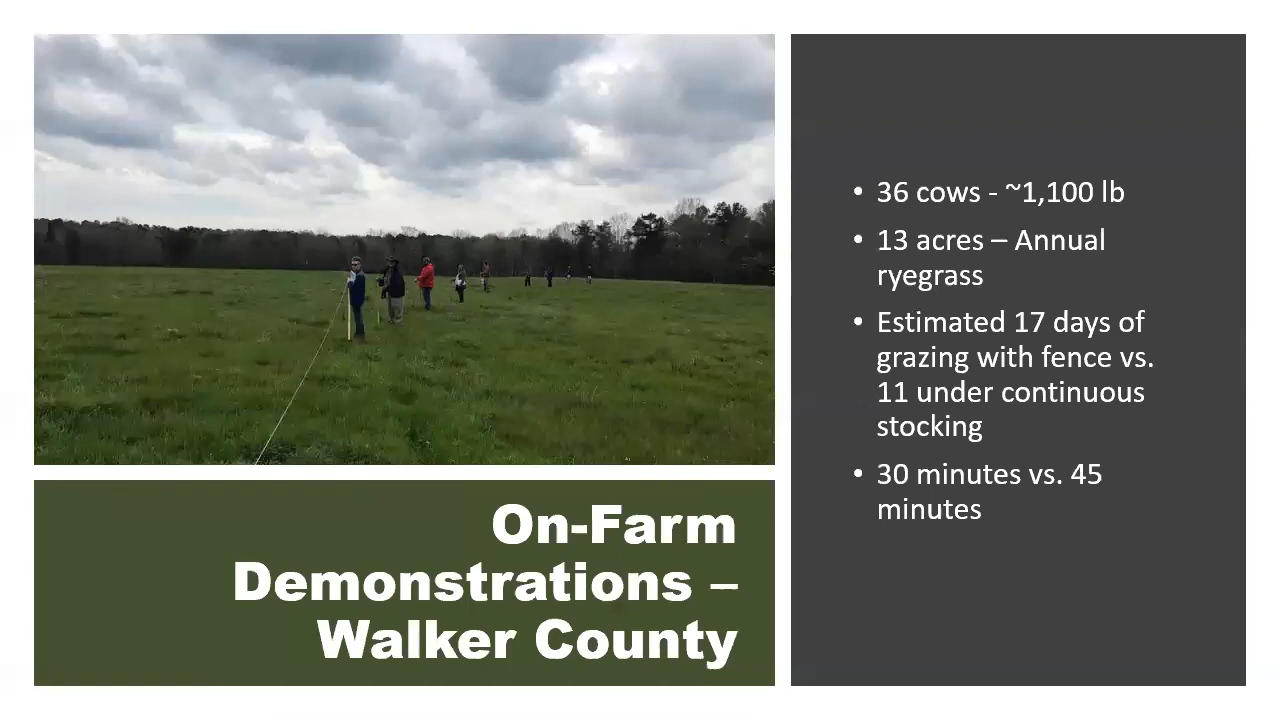 On-Farm
Demonstrations –
Walker County
• 36 cows - ~1,100 lb
• 13 acres – Annual
ryegrass
• Estimated 17 days of
grazing with fence vs.
11 under continuous
stocking
• 30 minutes vs. 45
minutes